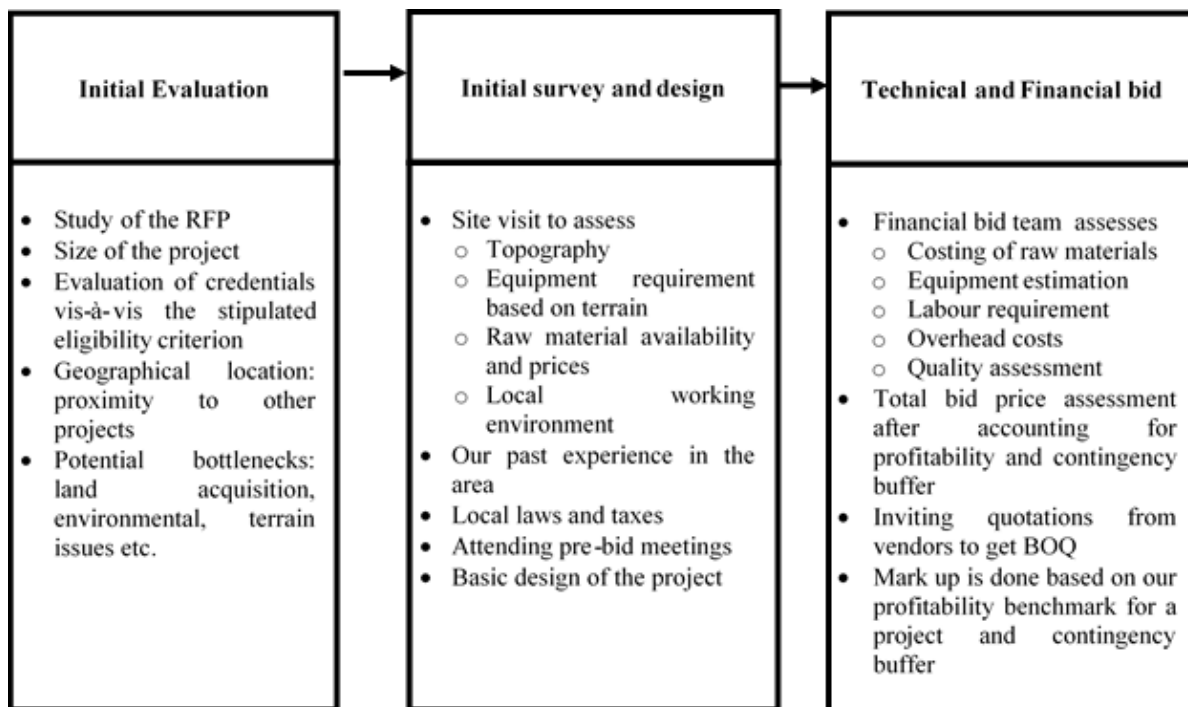 Initial Evaluation
• Study of the RFP
• Size of the project
• Evaluation of credentials
vis-à-vis the stipulated
eligibility criterion
• Geographical location:
proximity to other
projects
• Potential bottlenecks:
land acquisition,
environmental, terrain
issues etc.
Initial survey and design
• Site visit to assess
o Topography
o Equipment requirement
based on terrain
o Raw material availability
and prices
o Local working
environment
• Our past experience in the
area
• Local laws and taxes
• Attending pre-bid meetings
• Basic design of the project
Technical and Financial bid
• Financial bid team assesses
o Costing of raw materials
o Equipment estimation
o Labour requirement
o Overhead costs
o Quality assessment
• Total bid price assessment
after accounting for
profitability and contingency
buffer
• Inviting quotations from
vendors to get BOQ
• Mark up is done based on our
profitability benchmark for a
project and contingency
buffer